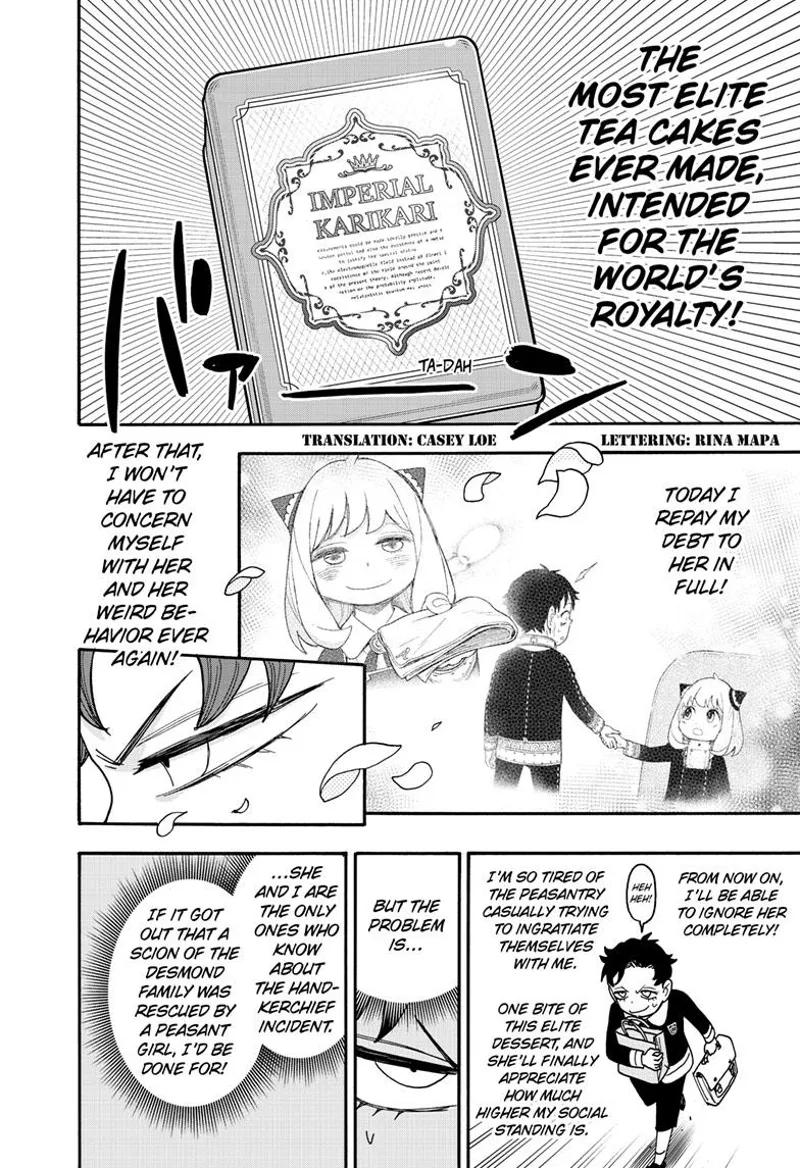 THE
MOST ELITE
TEA CAKES
EVER MADE,
INTENDED
FOR THE
WORLD'S
ROYALTY!
IMPERIAL
KARIKARI
ドーン
TA-DAH
TRANSLATION: CASEY LOE
LETTERING: RINA MAPA
TODAY I
REPAY MY
DEBT TO
HER IN
FULL!
AFTER THAT,
I WON'T
HAVE TO
CONCERN
MYSELF
WITH HER
AND HER
WEIRD BE-
HAVIOR EVER
AGAIN!
FROM NOW ON,
I'LL BE ABLE
TO IGNORE HER
COMPLETELY!
HEH
HEH!
I'M SO TIRED OF
THE PEASANTRY
CASUALLY TRYING
TO INGRATIATE
THEMSELVES
WITH ME.
ONE BITE OF
THIS ELITE
DESSERT, AND
SHE'LL FINALLY
APPRECIATE
HOW MUCH
HIGHER MY SOCIAL
STANDING IS.
BUT THE
PROBLEM
IS...
...SHE
AND I ARE
THE ONLY
ONES WHO
KNOW
ABOUT
THE HAND-
KERCHIEF
INCIDENT.
IF IT GOT
OUT THAT A
SCION OF THE
DESMOND
FAMILY WAS
RESCUED BY
A PEASANT
GIRL, I'D BE
DONE FOR!